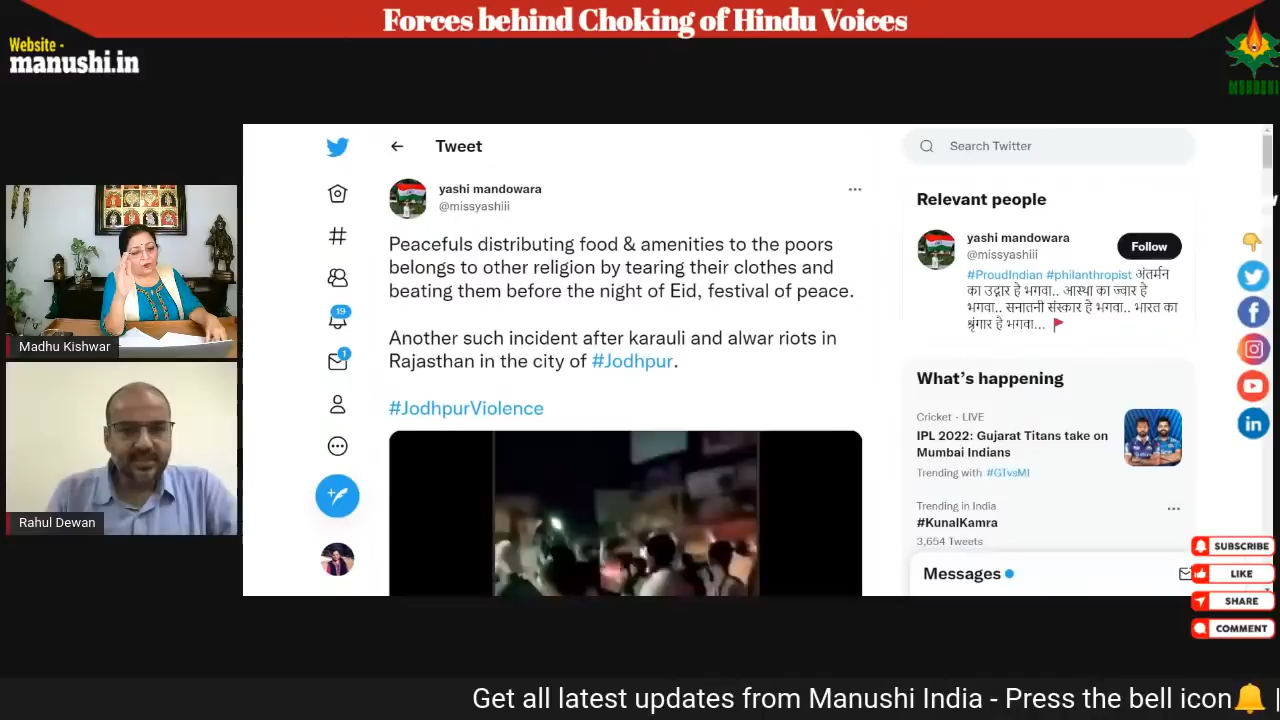 Forces behind Choking of Hindu Voices
Website -
manushi.in
MANUSHI
Madhu Kishwar
Rahul Dewan
19
1
Tweet
yashi mandowara
@missyashiii
Peacefuls distributing food & amenities to the poors
belongs to other religion by tearing their clothes and
beating them before the night of Eid, festival of peace.
Another such incident after karauli and alwar riots in
Rajasthan in the city of #Jodhpur.
#JodhpurViolence
Search Twitter
Relevant people
yashi mandowara
@missyashiii
Follow
#ProudIndian #philanthropist अंतर्मन
का उद्गार हे भगवा.. आस्था का ज्वार हे
भगवा.. सनातनी संस्कार हे भगवा.. भारत का
श्रृंगार हे भगवा...
What's happening
Cricket · LIVE
IPL 2022: Gujarat Titans take on
Mumbai Indians
Trending with #GTvsMI
Trending in India
#KunalKamra
3,654 Tweets
Messages
SUBSCRIBE
LIKE
SHARE
COMMENT
Get all latest updates from Manushi India - Press the bell icon